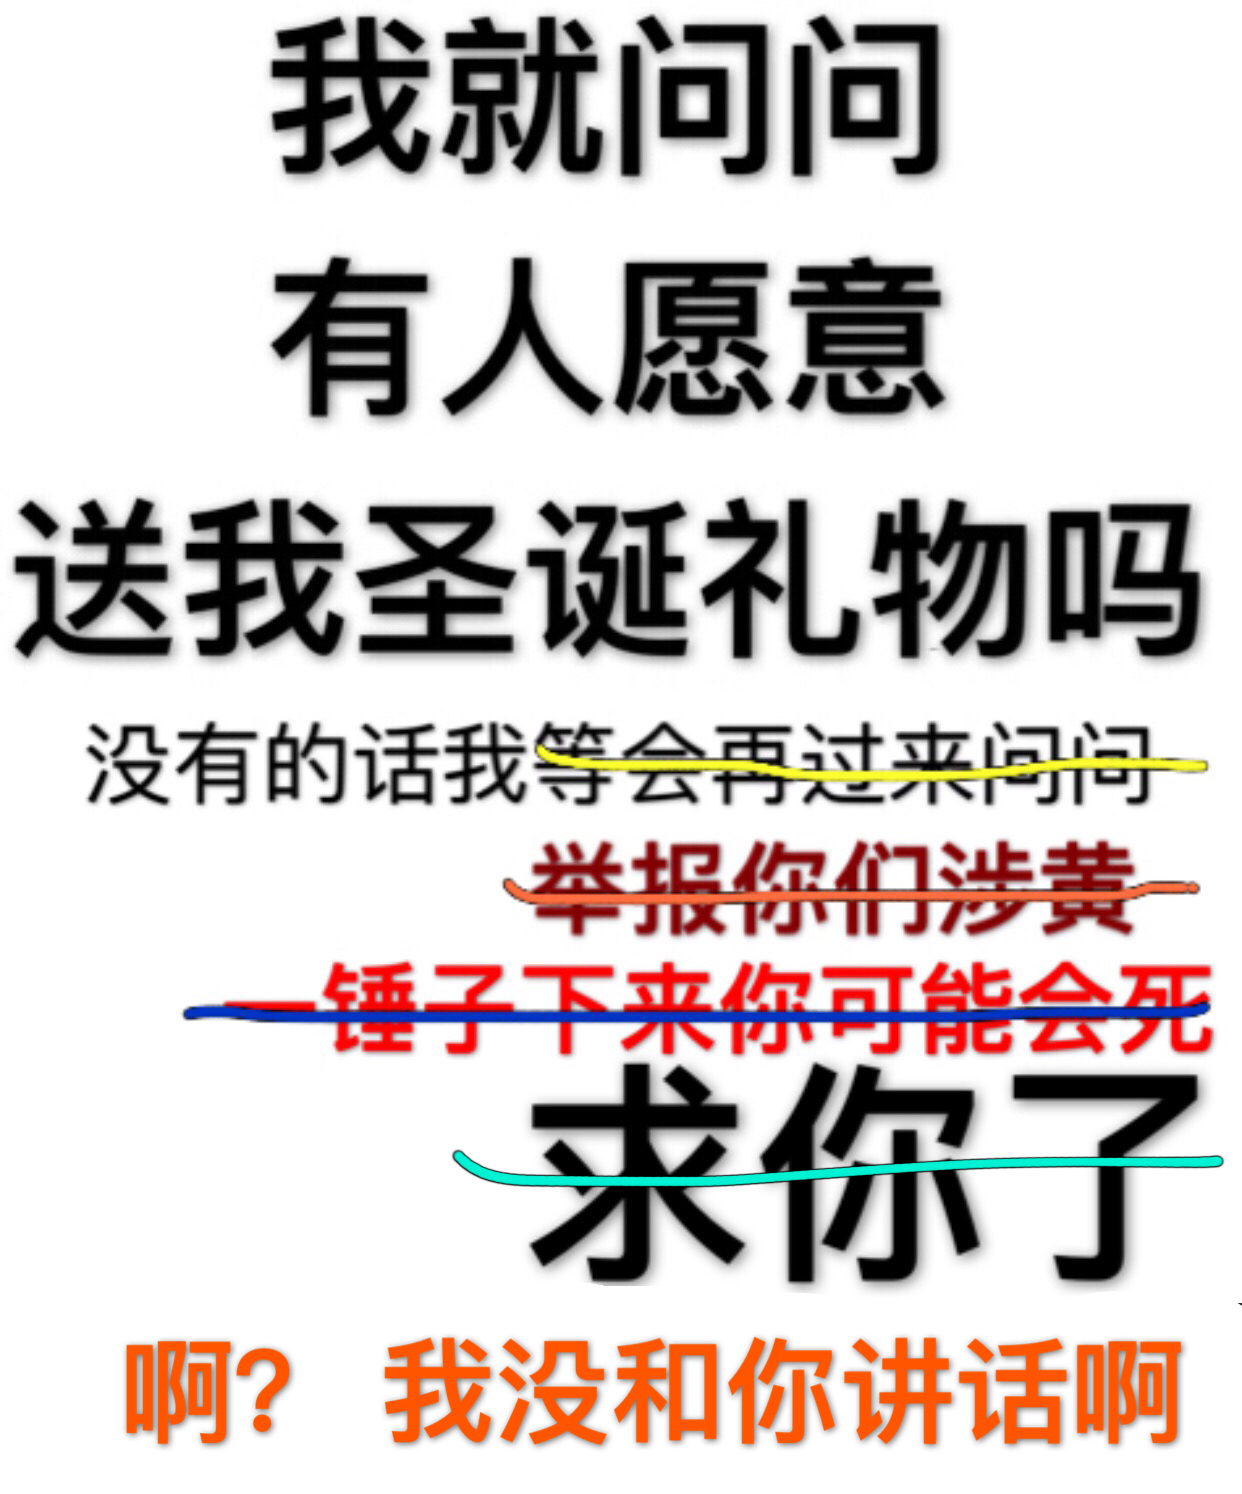 我就问问
有人愿意
送我圣诞礼物吗
没有的话我等会再过来问问
举报你们涉黄
一锤子下来你可能会死
求你了
啊? 我没和你讲话啊